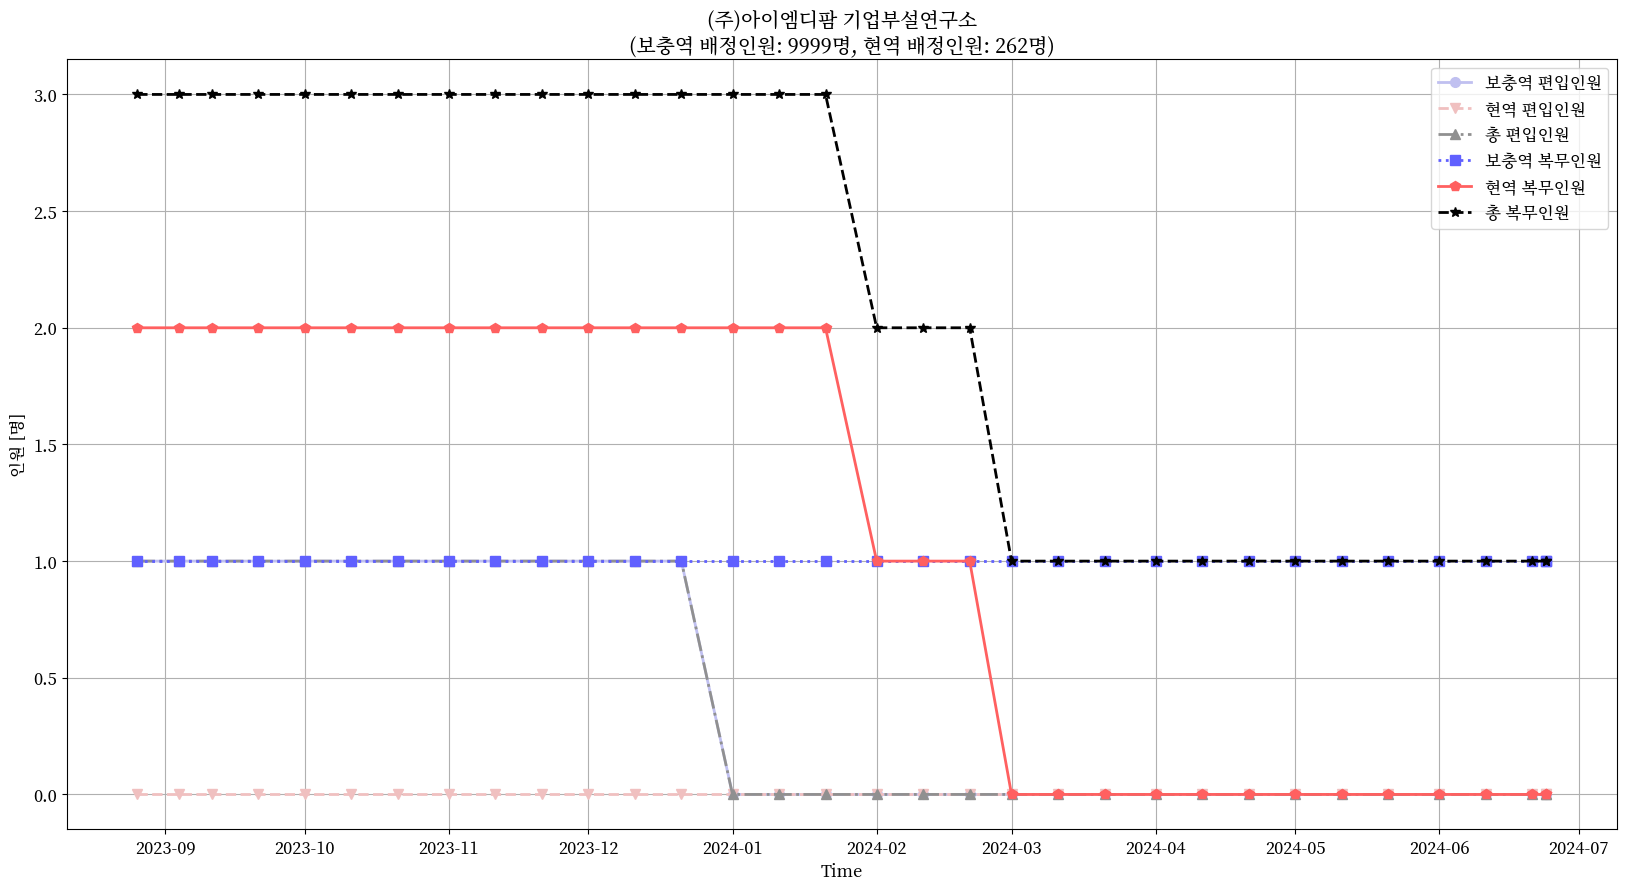 (주)아이엠디팜 기업부설연구소
(보충역 배정인원: 9999명, 현역 배정인원: 262명)
보충역 편입인원
현역 편입인원
총 편입인원
보충역 복무인원
현역 복무인원
총 복무인원
인원 [명]
3.0
2.5
2.0
1.5
1.0
0.5
0.0
2023-09 2023-10 2023-11 2023-12 2024-01 2024-02 2024-03 2024-04 2024-05 2024-06 2024-07
Time